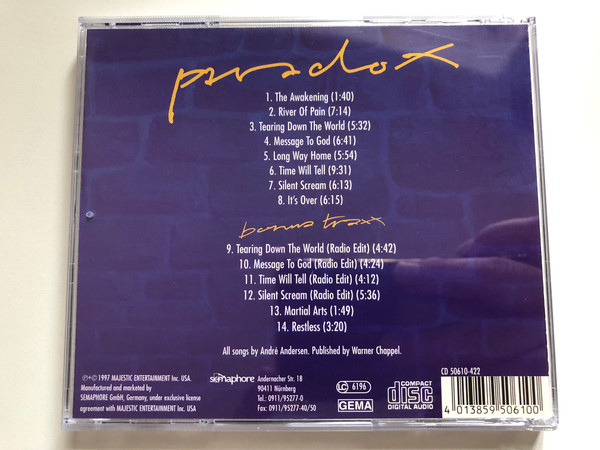 paradox
1. The Awakening (1:40)
2. River Of Pain (7:14)
3. Tearing Down The World (5:32)
4. Message To God (6:41)
5. Long Way Home (5:54)
6. Time Will Tell (9:31)
7. Silent Scream (6:13)
8. It's Over (6:15)
bonus traxx
9. Tearing Down The World (Radio Edit) (4:42)
10. Message To God (Radio Edit) (4:24)
11. Time Will Tell (Radio Edit) (4:12)
12. Silent Scream (Radio Edit) (5:36)
13. Martial Arts (1:49)
14. Restless (3:20)
All songs by Andrè Andersen. Published by Warner Chappel.
℗+© 1997 MAJESTIC ENTERTAINMENT Inc. USA.
Manufactured and marketed by
SEMAPHORE GmbH, Germany, under exclusive license
agreement with MAJESTIC ENTERTAINMENT Inc. USA
semaphore
Andernacher Str. 18
90411 Nürnberg
Tel.: 0911/95277-0
Fax: 0911/95277-40/50
LC 6196
GEMA
COMPACT
disc
DIGITAL AUDIO
CD 50610-422
4 013859 506100